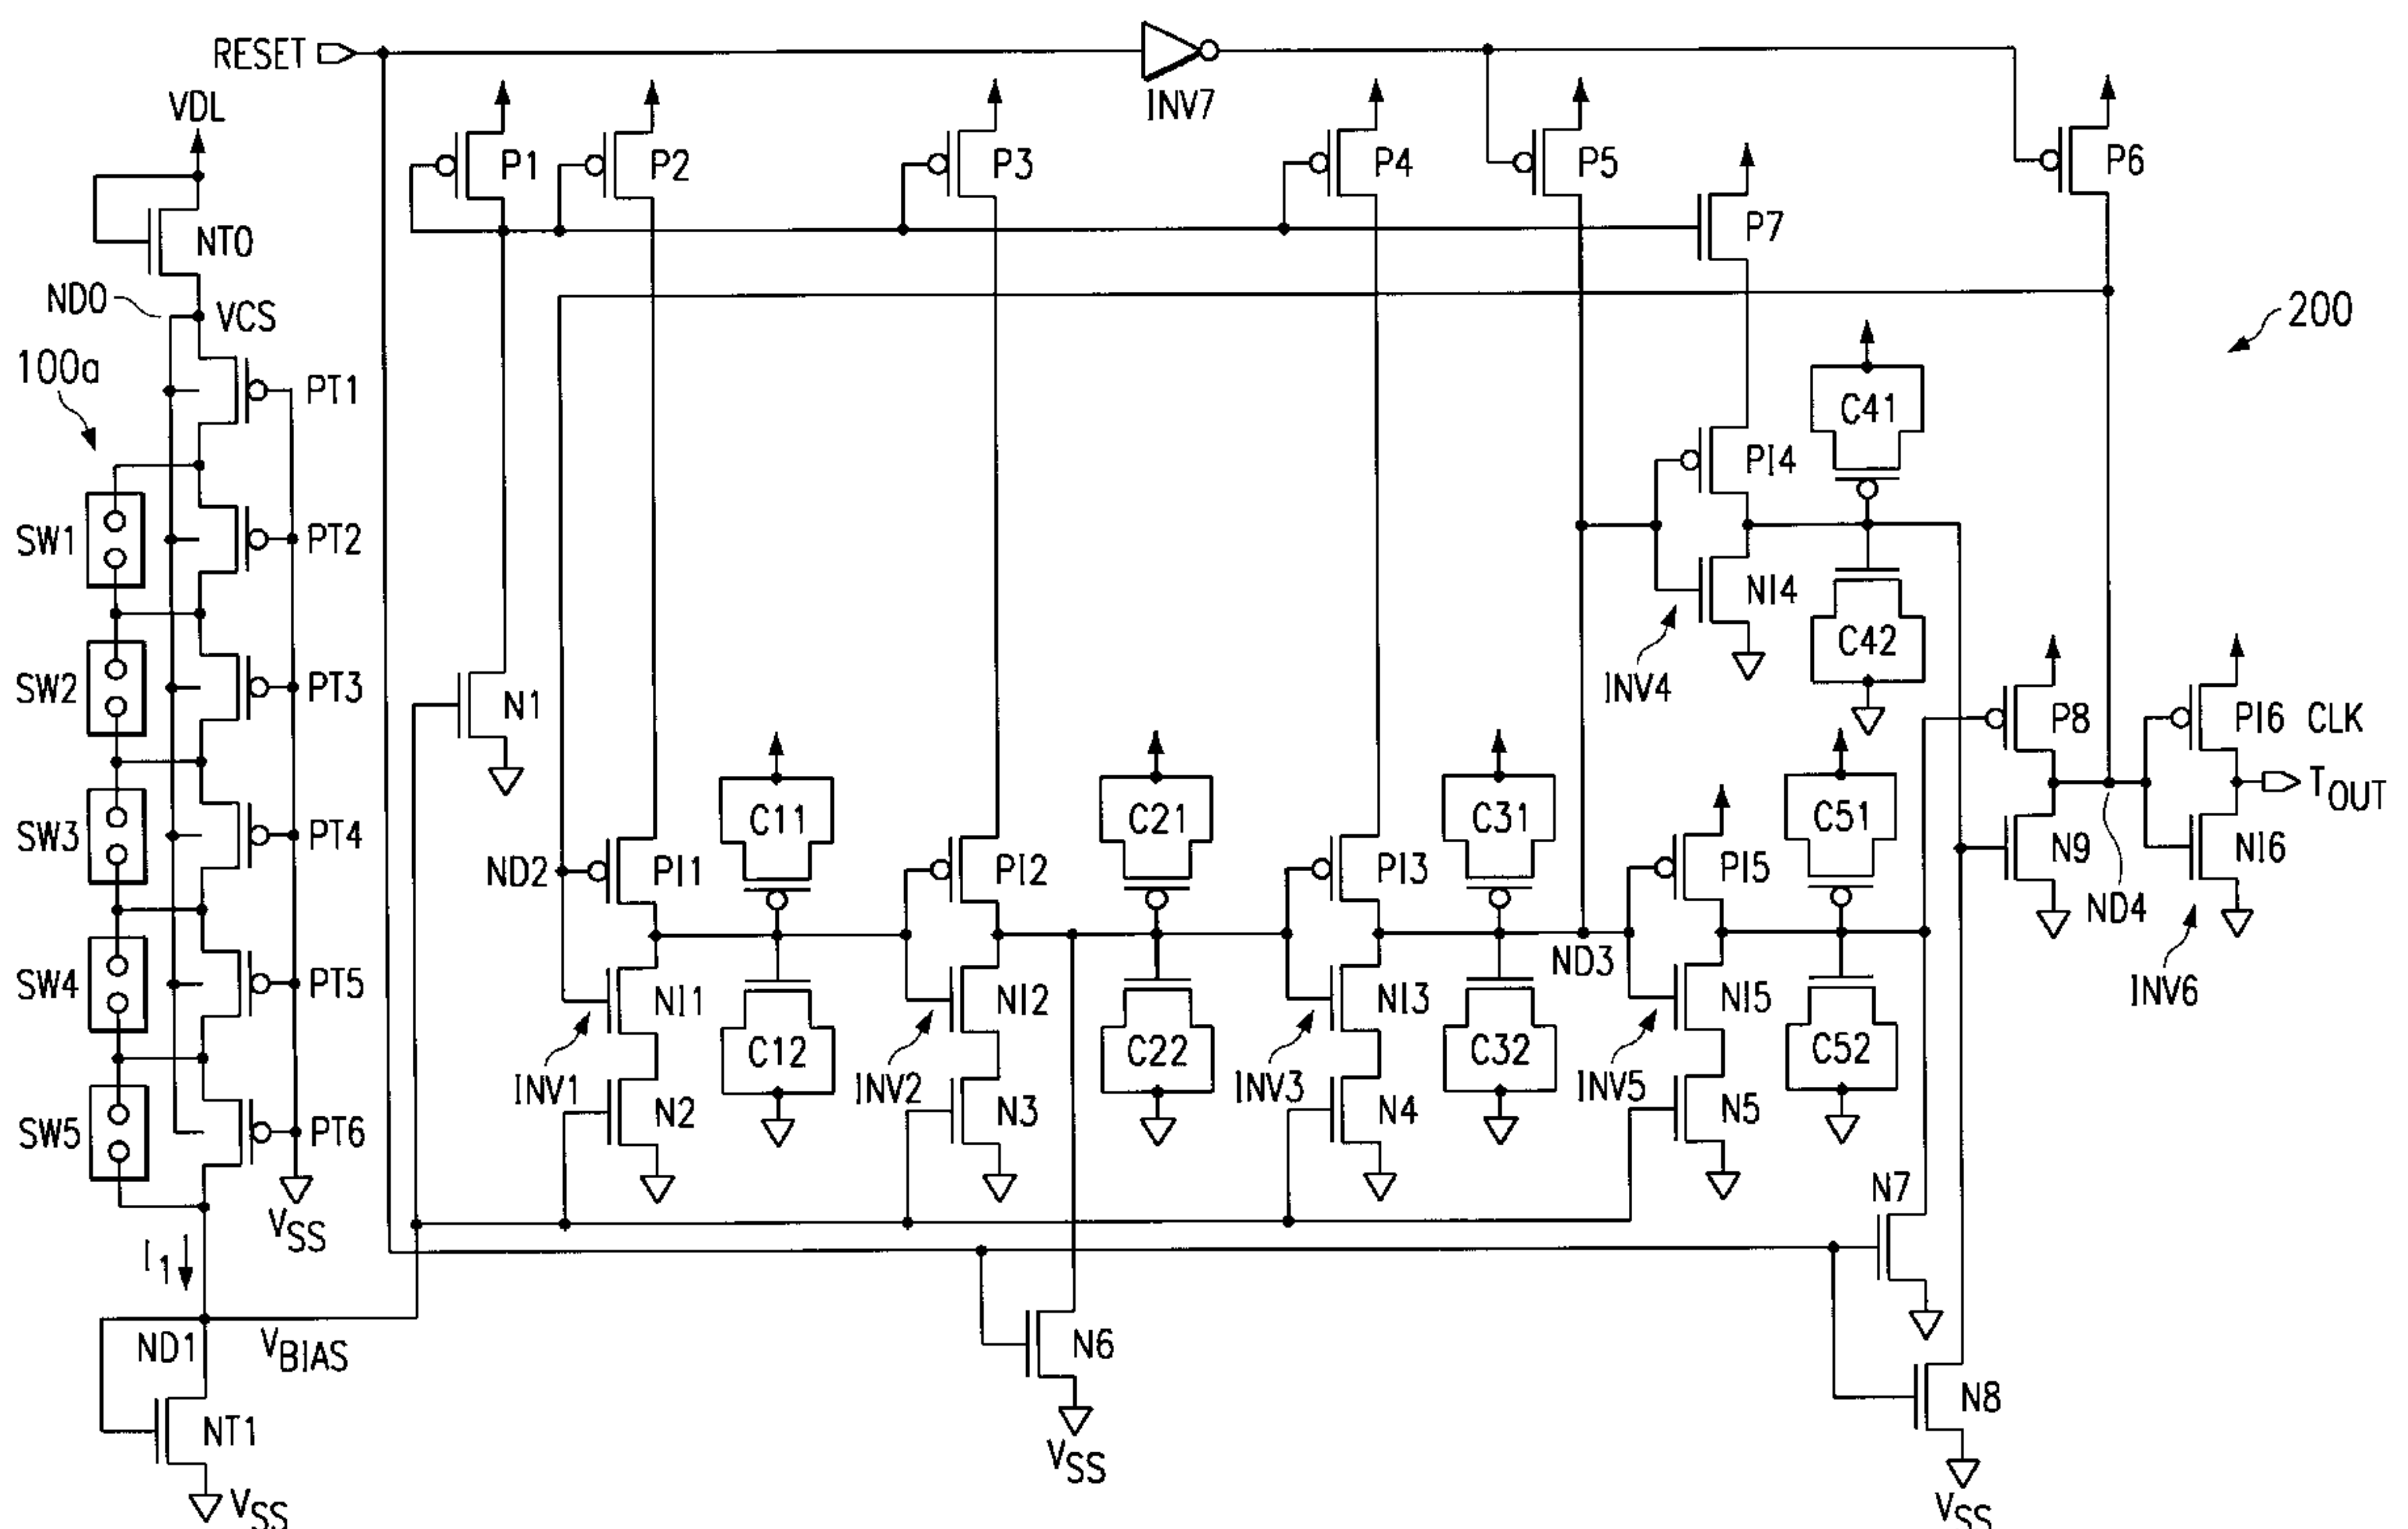 RESET
INV7
VDL
P1
P2
P3
P4
P5
P6
P7
NT0
ND0
VCS
200
100a
PT1
C41
PI4
SW1
PT2
NI4
C42
INV4
SW2
PT3
N1
P8
PI6 CLK
TOUT
C11
C21
C31
C51
SW3
PT4
N9
NI6
ND2
PI1
PI2
PI3
PI5
ND4
ND3
SW4
PT5
NI1
NI2
NI3
NI5
INV6
C12
C22
C32
C52
INV1
INV2
INV3
INV5
SW5
PT6
N2
N3
N4
N5
N7
VSS
I1
ND1
VBIAS
N6
N8
NT1
VSS
VSS
VSS